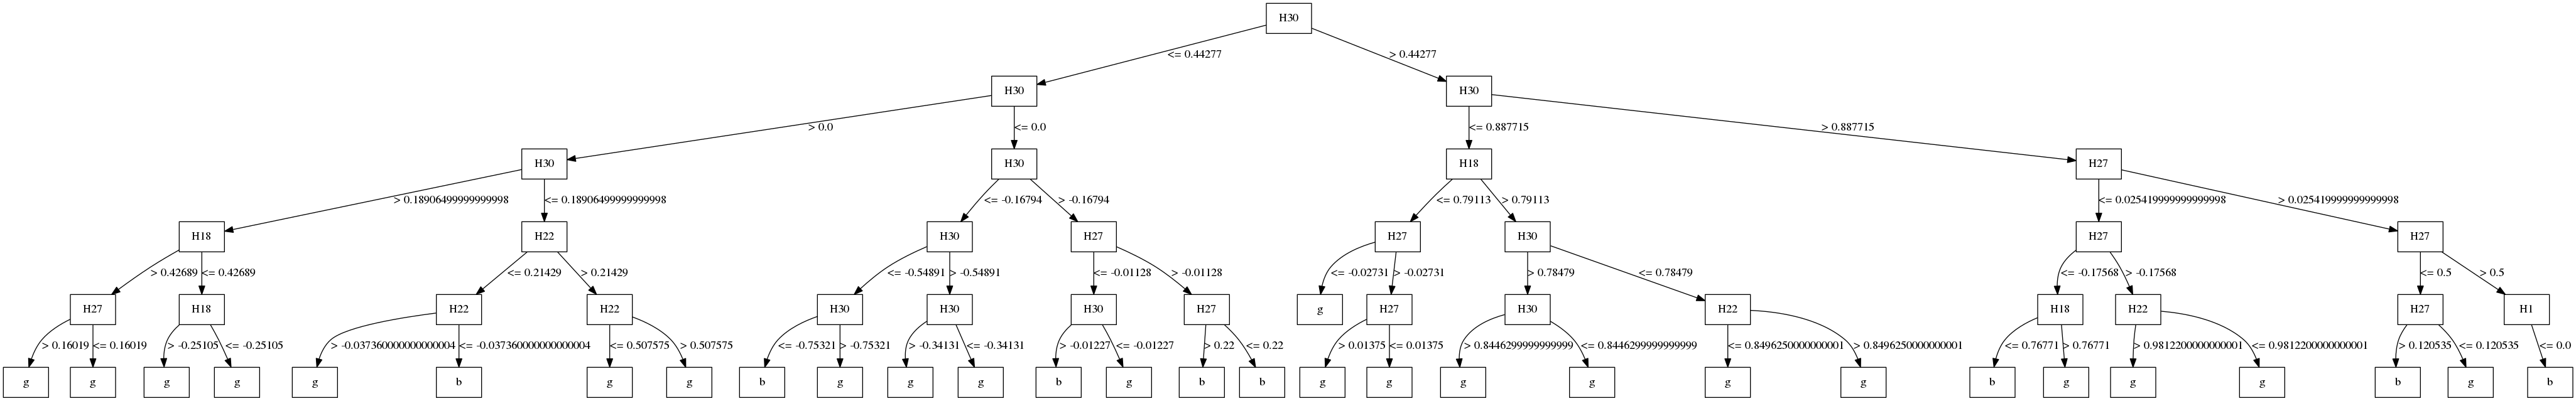 H30
<= 0.44277 > 0.44277
H30 H30
> 0.0 <= 0.0 <= 0.887715 > 0.887715
H30 H30 H18 H27
> 0.18906499999999998 <= 0.18906499999999998 <= -0.16794 > -0.16794 <= 0.79113 > 0.79113 <= 0.025419999999999998 > 0.025419999999999998
H18 H22 H30 H27 H27 H30 H27 H27
> 0.42689 <= 0.42689 <= 0.21429 > 0.21429 <= -0.54891 > -0.54891 <= -0.01128 > -0.01128 <= -0.02731 > -0.02731 > 0.78479 <= 0.78479 <= -0.17568 > -0.17568 <= 0.5 > 0.5
H27 H18 H22 H22 H30 H30 H30 H27 g H27 H30 H22 H18 H22 H27 H1
> 0.16019 <= 0.16019 > -0.25105 <= -0.25105 > -0.037360000000000004 <= -0.037360000000000004 <= 0.507575 > 0.507575 <= -0.75321 > -0.75321 > -0.34131 <= -0.34131 > -0.01227 <= -0.01227 > 0.22 <= 0.22 > 0.01375 <= 0.01375 > 0.8446299999999999 <= 0.8446299999999999 <= 0.8496250000000001 > 0.8496250000000001 <= 0.76771 > 0.76771 > 0.9812200000000001 <= 0.9812200000000001 > 0.120535 <= 0.120535 <= 0.0
g g g g g b g g b g g g b g b b g g g g g g b g g g b g b